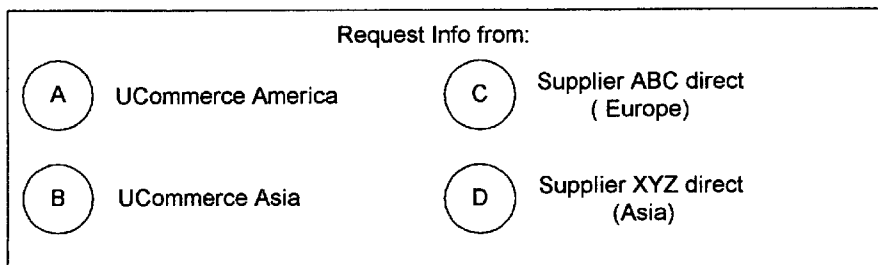 Request Info from:
A UCommerce America
C Supplier ABC direct
( Europe)
B UCommerce Asia
D Supplier XYZ direct
(Asia)